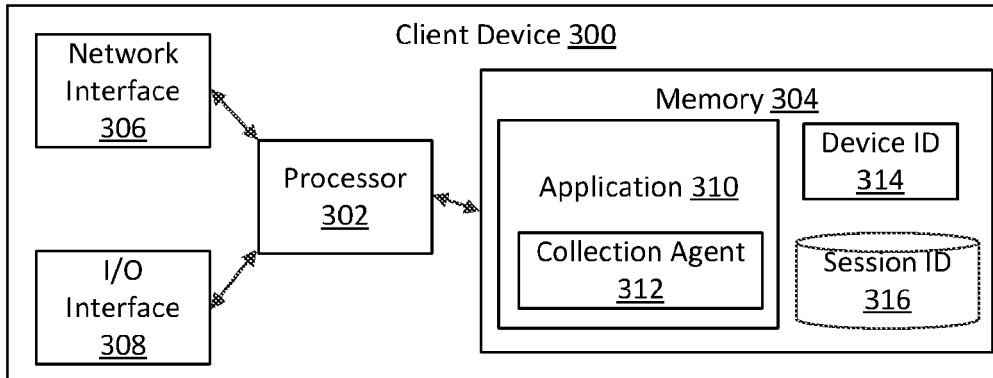 Client Device 300
Network
Interface
306
I/O
Interface
308
Processor
302
Memory 304
Application 310
Collection Agent
312
Device ID
314
Session ID
316